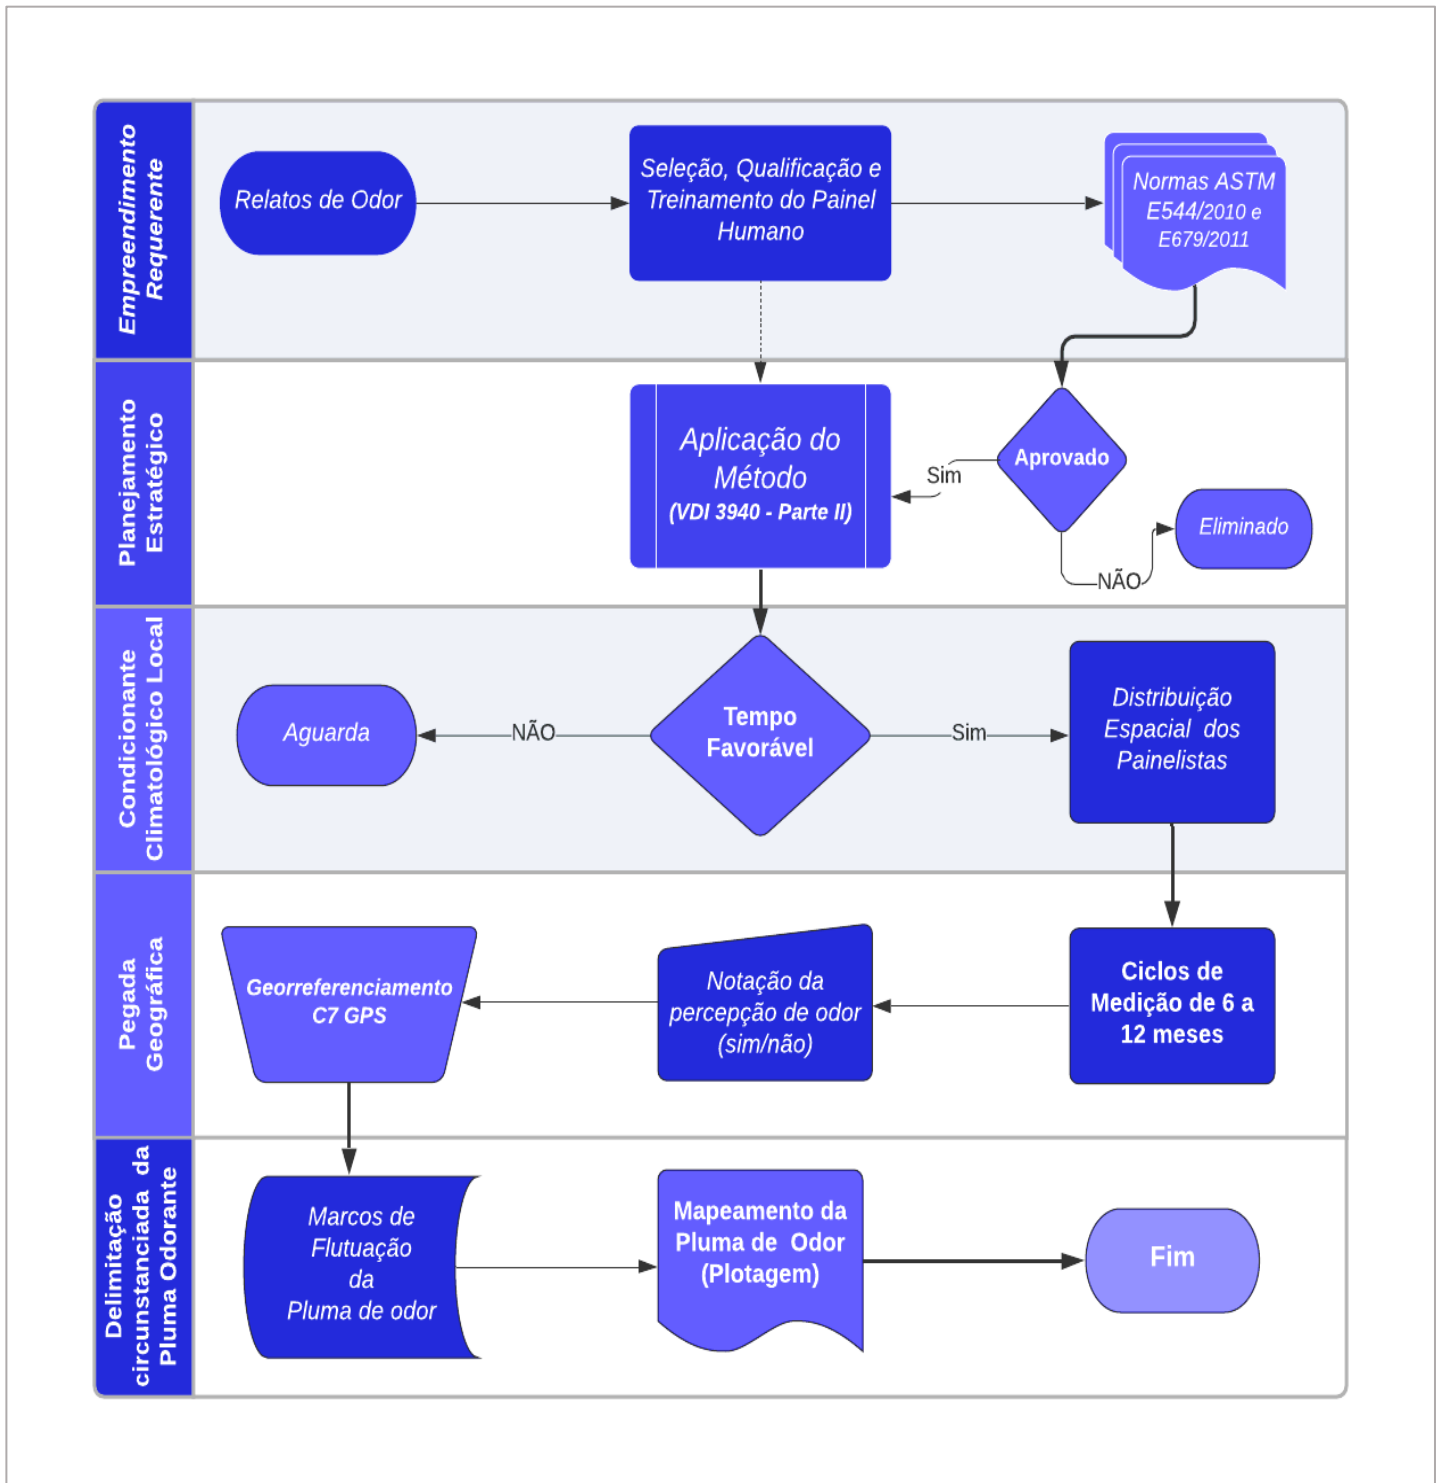 Empreendimento
Requerente
Relatos de Odor
Seleção, Qualificação e
Treinamento do Painel
Humano
Normas ASTM
E544/2010 e
E679/2011
Planejamento
Estratégico
Aplicação do
Método
(VDI 3940 - Parte II)
Sim
Aprovado
Eliminado
NÃO
Condicionante
Climatológico Local
Aguarda
NÃO
Tempo
Favorável
Sim
Distribuição
Espacial dos
Painelistas
Pegada
Geográfica
Georreferenciamento
C7 GPS
Notação da
percepção de odor
(sim/não)
Ciclos de
Medição de 6 a
12 meses
Delimitação
circunstanciada da
Pluma Odorante
Marcos de
Flutuação
da
Pluma de odor
Mapeamento da
Pluma de Odor
(Plotagem)
Fim